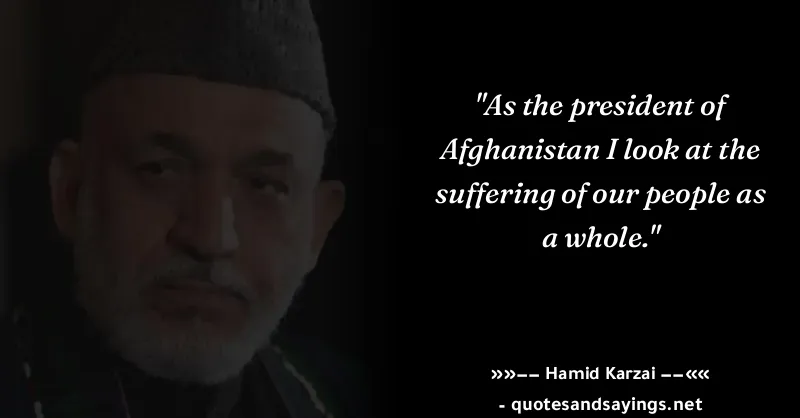 "As the president of
Afghanistan I look at the
suffering of our people as
a whole."
»»–– Hamid Karzai ––««
- quotesandsayings.net